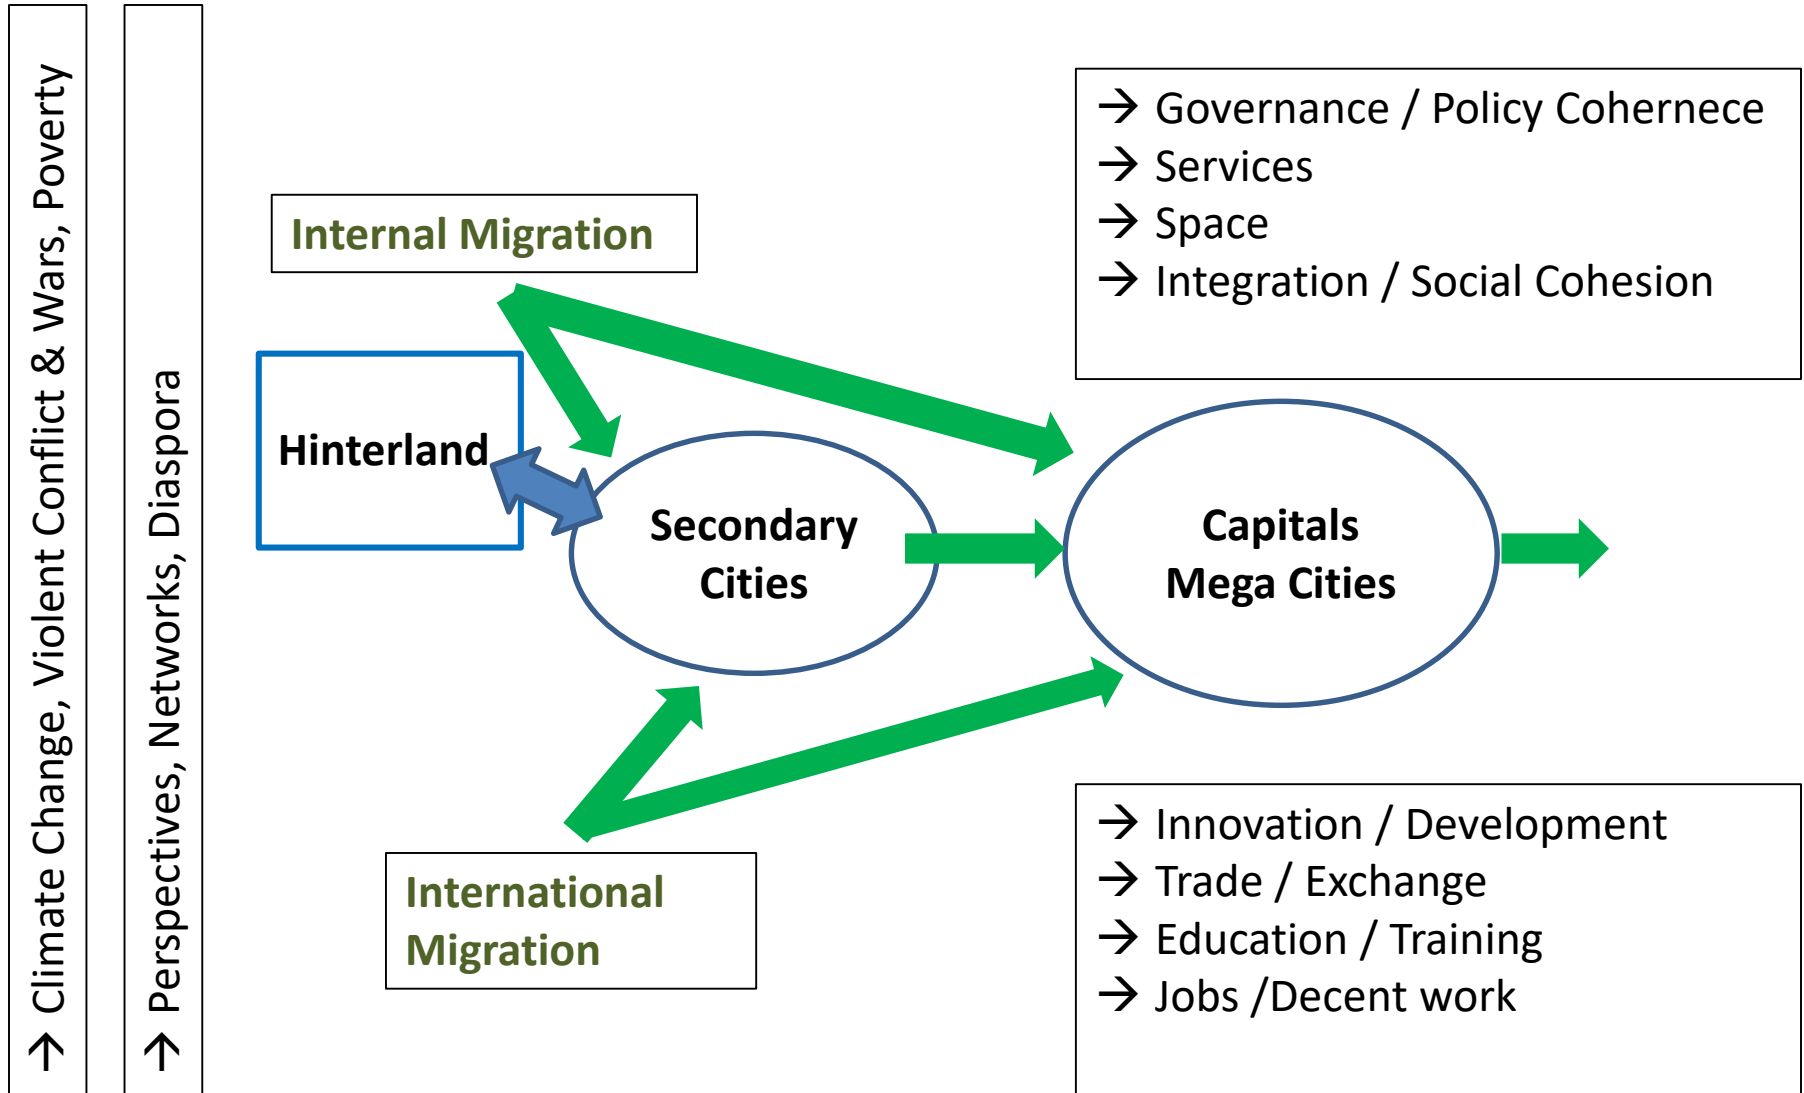 → Climate Change, Violent Conflict & Wars, Poverty
→ Perspectives, Networks, Diaspora
Internal Migration
→ Governance / Policy Cohernece
→ Services
→ Space
→ Integration / Social Cohesion
Hinterland
Secondary
Cities
Capitals
Mega Cities
International
Migration
→ Innovation / Development
→ Trade / Exchange
→ Education / Training
→ Jobs /Decent work